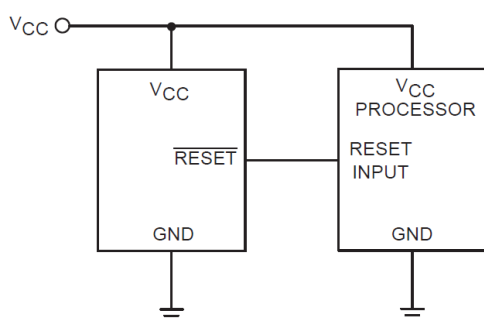 VCC
VCC
RESET
GND
VCC
PROCESSOR
RESET
INPUT
GND